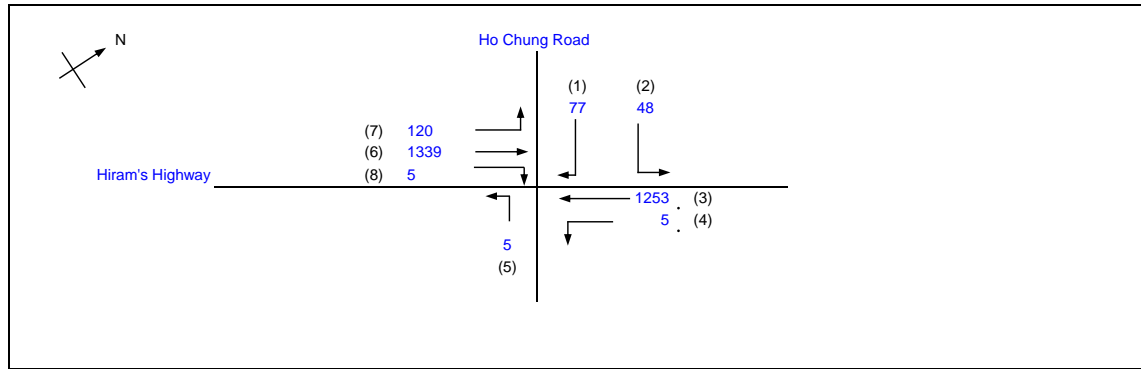 N
Ho Chung Road
(1) (2)
77 48
(7) 120
(6) 1339
Hiram's Highway (8) 5
1253 . (3)
5 . (4)
5
(5)